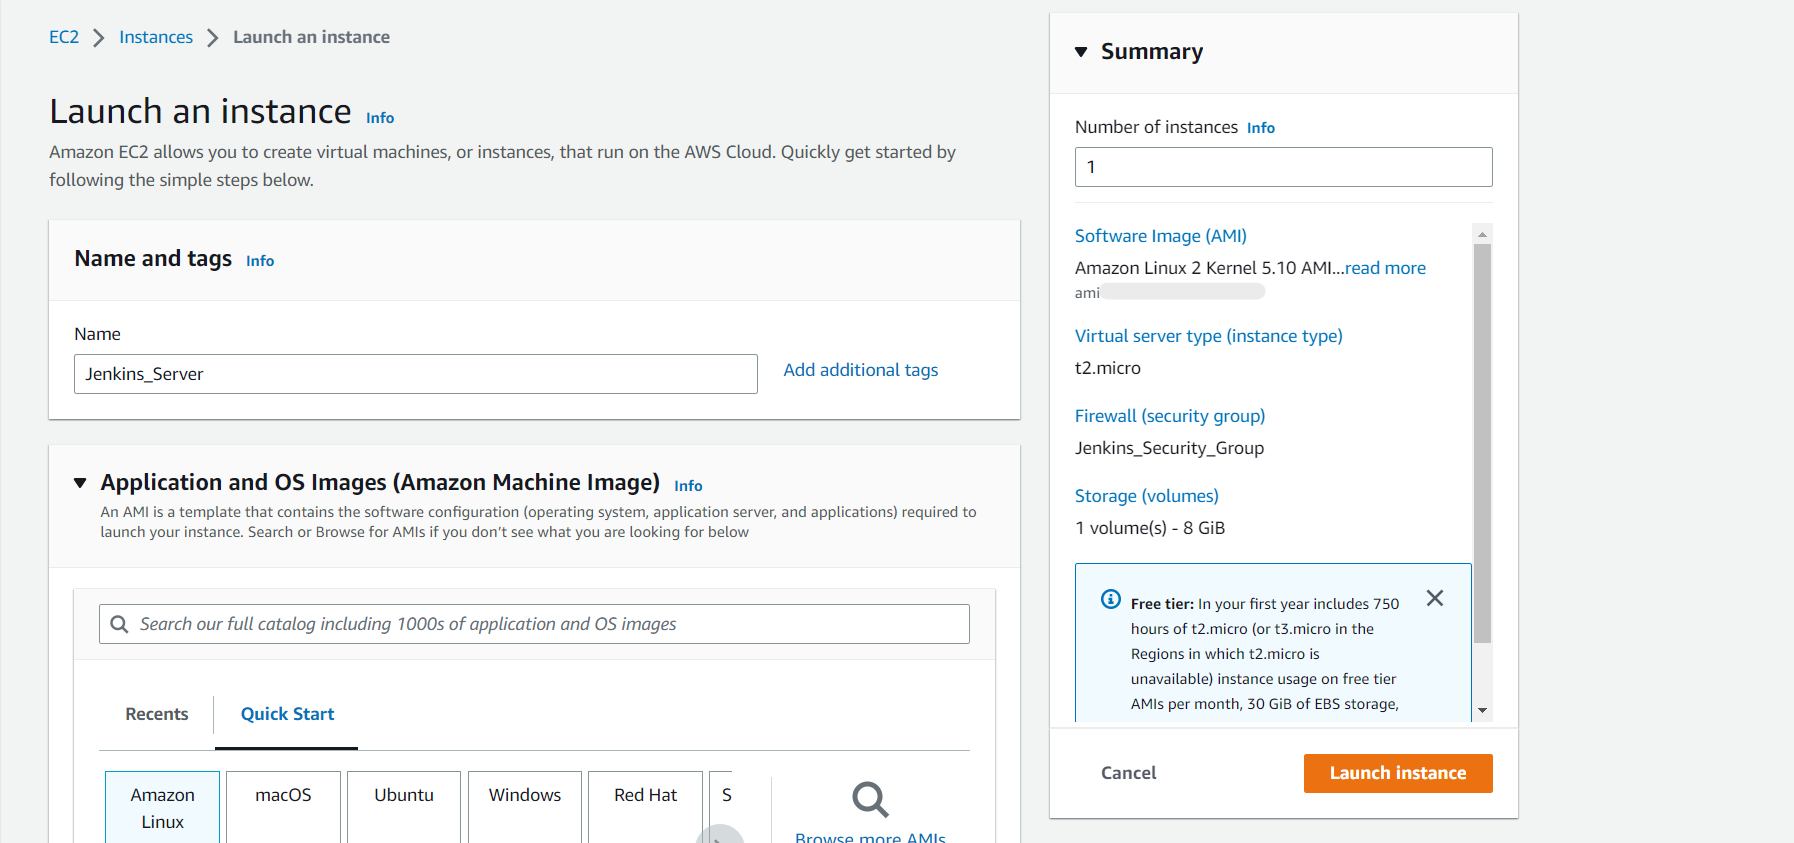 EC2 > Instances > Launch an instance
Launch an instance Info
Amazon EC2 allows you to create virtual machines, or instances, that run on the AWS Cloud. Quickly get started by
following the simple steps below.
Name and tags Info
Name
Jenkins_Server
Add additional tags
Application and OS Images (Amazon Machine Image) Info
An AMI is a template that contains the software configuration (operating system, application server, and applications) required to
launch your instance. Search or Browse for AMIs if you don't see what you are looking for below
Search our full catalog including 1000s of application and OS images
Recents
Quick Start
Amazon
Linux
macOS
Ubuntu
Windows
Red Hat
S
Browse more AMIs
Summary
Number of instances Info
1
Software Image (AMI)
Amazon Linux 2 Kernel 5.10 AMI...read more
ami
Virtual server type (instance type)
t2.micro
Firewall (security group)
Jenkins_Security_Group
Storage (volumes)
1 volume(s) - 8 GiB
Free tier: In your first year includes 750
hours of t2.micro (or t3.micro in the
Regions in which t2.micro is
unavailable) instance usage on free tier
AMIs per month, 30 GiB of EBS storage,
Cancel
Launch instance